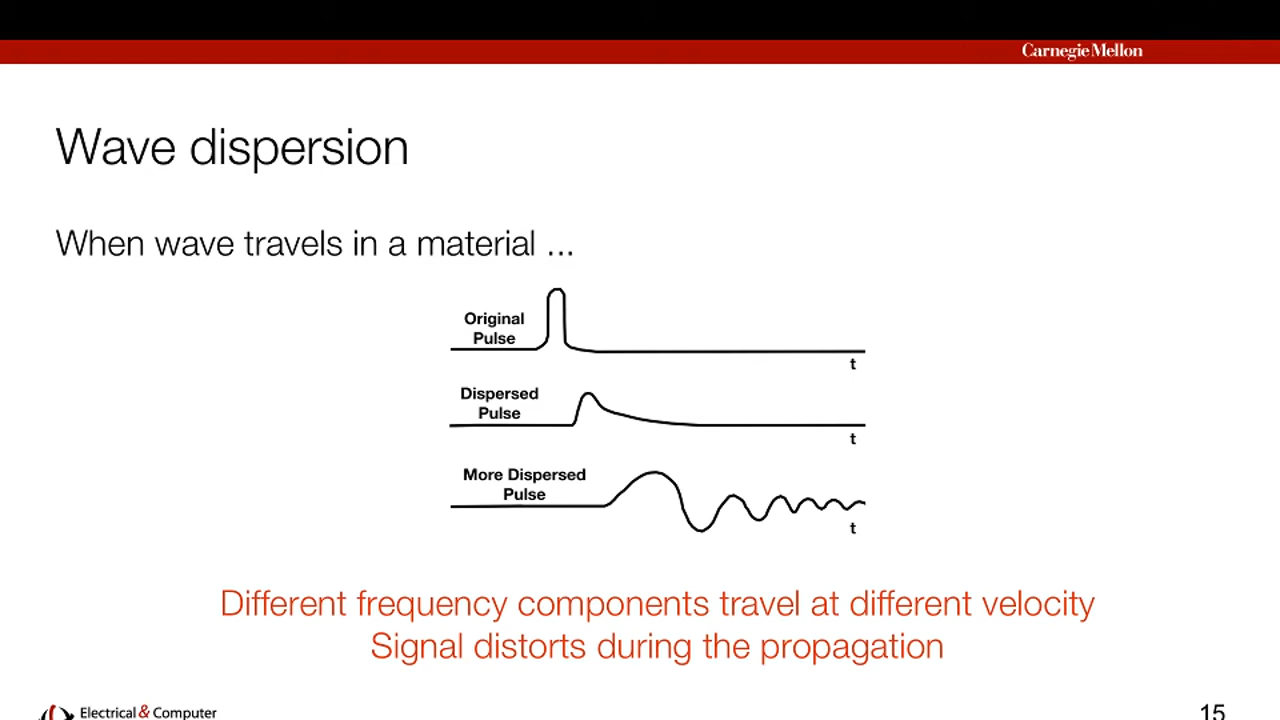 Carnegie Mellon
Wave dispersion
When wave travels in a material ...
Original
Pulse
t
Dispersed
Pulse
t
More Dispersed
Pulse
t
Different frequency components travel at different velocity
Signal distorts during the propagation
Electrical & Computer
15